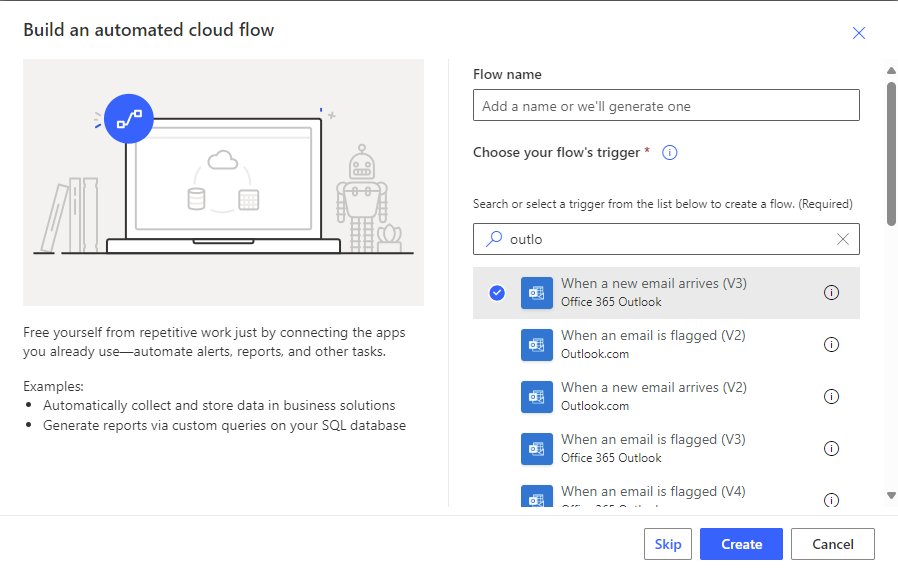 Build an automated cloud flow
Free yourself from repetitive work just by connecting the apps
you already use—automate alerts, reports, and other tasks.
Examples:
• Automatically collect and store data in business solutions
• Generate reports via custom queries on your SQL database
Flow name
Add a name or we'll generate one
Choose your flow's trigger *
Search or select a trigger from the list below to create a flow. (Required)
outlo
When a new email arrives (V3)
Office 365 Outlook
When an email is flagged (V2)
Outlook.com
When a new email arrives (V2)
Outlook.com
When an email is flagged (V3)
Office 365 Outlook
When an email is flagged (V4)
Office 365 Outlook
Skip
Create
Cancel